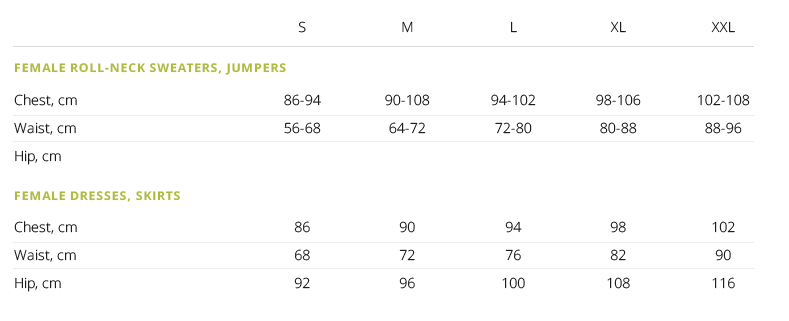 S M L XL XXL
FEMALE ROLL-NECK SWEATERS, JUMPERS
Chest, cm 86-94 90-108 94-102 98-106 102-108
Waist, cm 56-68 64-72 72-80 80-88 88-96
Hip, cm
FEMALE DRESSES, SKIRTS
Chest, cm 86 90 94 98 102
Waist, cm 68 72 76 82 90
Hip, cm 92 96 100 108 116